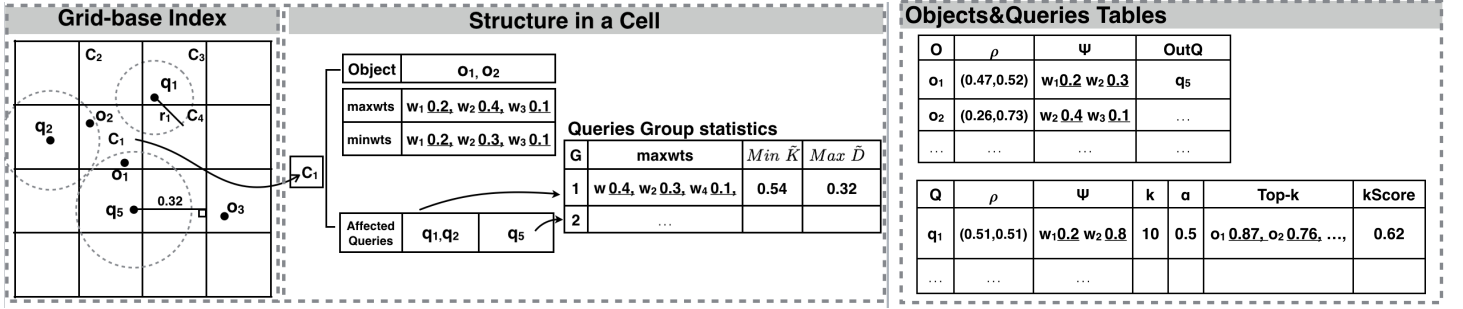 Grid-base Index
C2
C3
q1
r1
C4
q2
o2
C1
o1
0.32
q5
o3
Structure in a Cell
C1
Object
o1, o2
maxwts
w1 0.2, w2 0.4, w3 0.1
minwts
w1 0.2, w2 0.3, w3 0.1
Affected
Queries
q1,q2
q5
Queries Group statistics
G maxwts Min K̃ Max D̃
1 w 0.4, w2 0.3, w4 0.1, 0.54 0.32
2 ...
Objects&Queries Tables
O ρ Ψ OutQ
o1 (0.47,0.52) w1 0.2 w2 0.3 q5
o2 (0.26,0.73) w2 0.4 w3 0.1 ...
... ... ... ...
Q ρ Ψ k α Top-k kScore
q1 (0.51,0.51) w1 0.2 w2 0.8 10 0.5 o1 0.87, o2 0.76, ..., 0.62
... ... ...